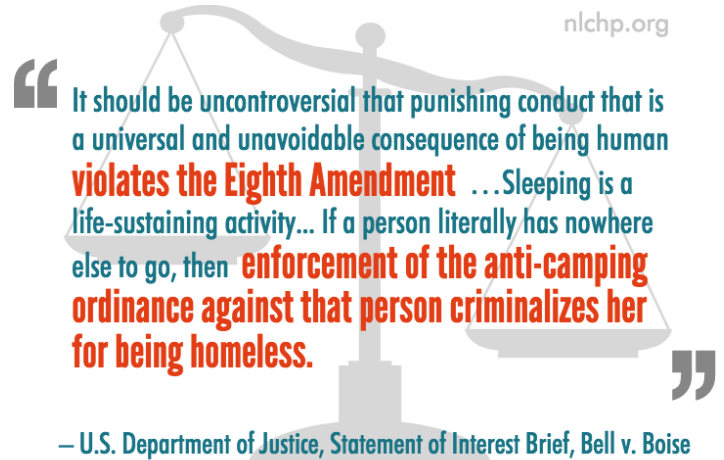 nlchp.org
“ It should be uncontroversial that punishing conduct that is
a universal and unavoidable consequence of being human
violates the Eighth Amendment ...Sleeping is a
life-sustaining activity... If a person literally has nowhere
else to go, then enforcement of the anti-camping
ordinance against that person criminalizes her
for being homeless. ”
– U.S. Department of Justice, Statement of Interest Brief, Bell v. Boise